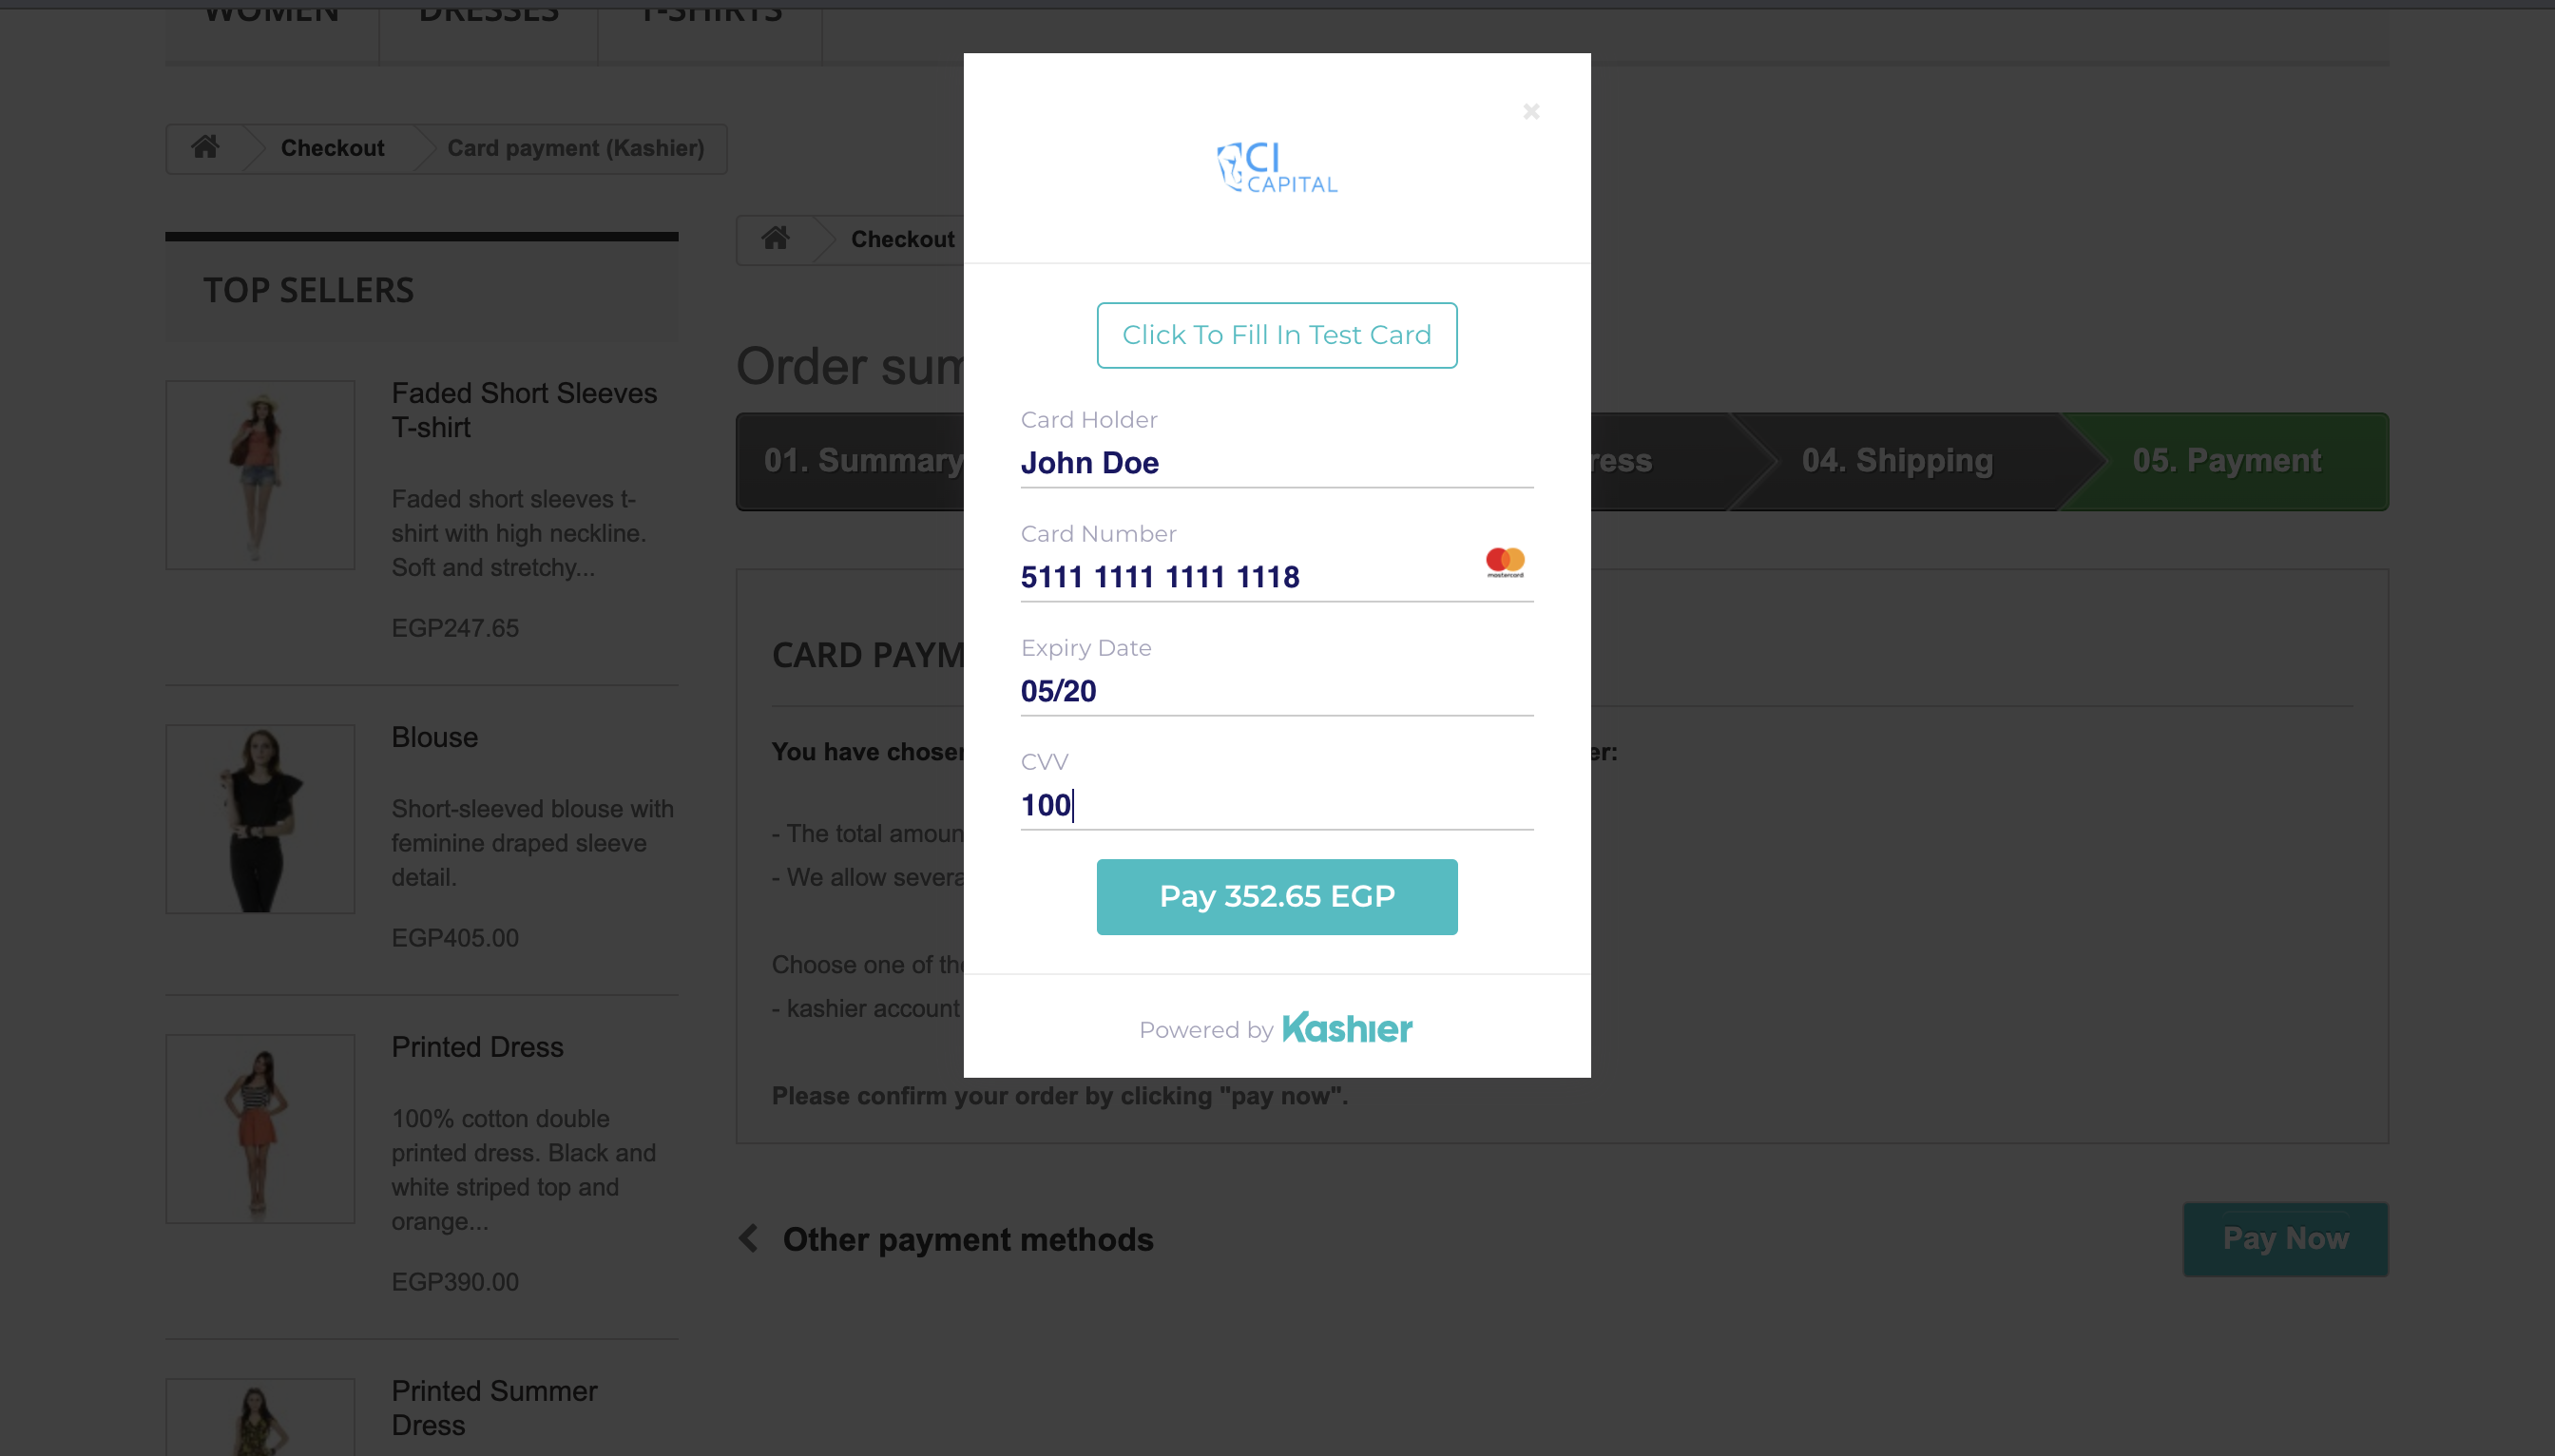 WOMEN
DRESSES
T-SHIRTS
Checkout
Card payment (Kashier)
TOP SELLERS
Faded Short Sleeves
T-shirt
Faded short sleeves t-
shirt with high neckline.
Soft and stretchy...
EGP247.65
Blouse
Short-sleeved blouse with
feminine draped sleeve
detail.
EGP405.00
Printed Dress
100% cotton double
printed dress. Black and
white striped top and
orange...
EGP390.00
Printed Summer
Dress
Checkout
Order sum
01. Summary
ress
04. Shipping
05. Payment
CARD PAYM
You have chosen
er:
- The total amoun
- We allow severa
Choose one of the
- kashier account
Please confirm your order by clicking "pay now".
Other payment methods
Pay Now
×
CI
CAPITAL
Click To Fill In Test Card
Card Holder
John Doe
Card Number
5111 1111 1111 1118
mastercard
Expiry Date
05/20
CVV
100
Pay 352.65 EGP
Powered by Kashier